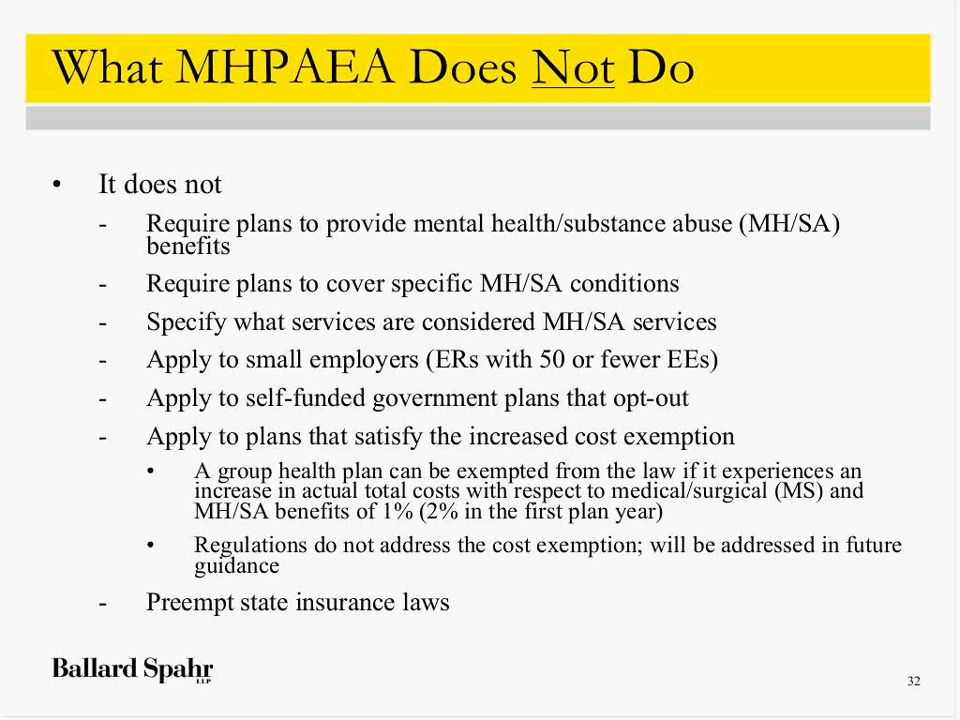 What MHPAEA Does Not Do
• It does not
- Require plans to provide mental health/substance abuse (MH/SA)
benefits
- Require plans to cover specific MH/SA conditions
- Specify what services are considered MH/SA services
- Apply to small employers (ERs with 50 or fewer EEs)
- Apply to self-funded government plans that opt-out
- Apply to plans that satisfy the increased cost exemption
• A group health plan can be exempted from the law if it experiences an
increase in actual total costs with respect to medical/surgical (MS) and
MH/SA benefits of 1% (2% in the first plan year)
• Regulations do not address the cost exemption; will be addressed in future
guidance
- Preempt state insurance laws
Ballard Spahr
LLP
32